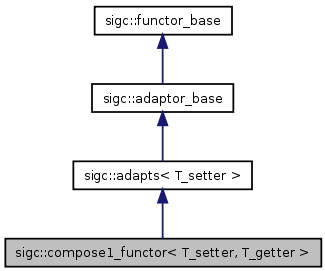 sigc::functor_base
sigc::adaptor_base
sigc::adapts< T_setter >
sigc::compose1_functor< T_setter, T_getter >